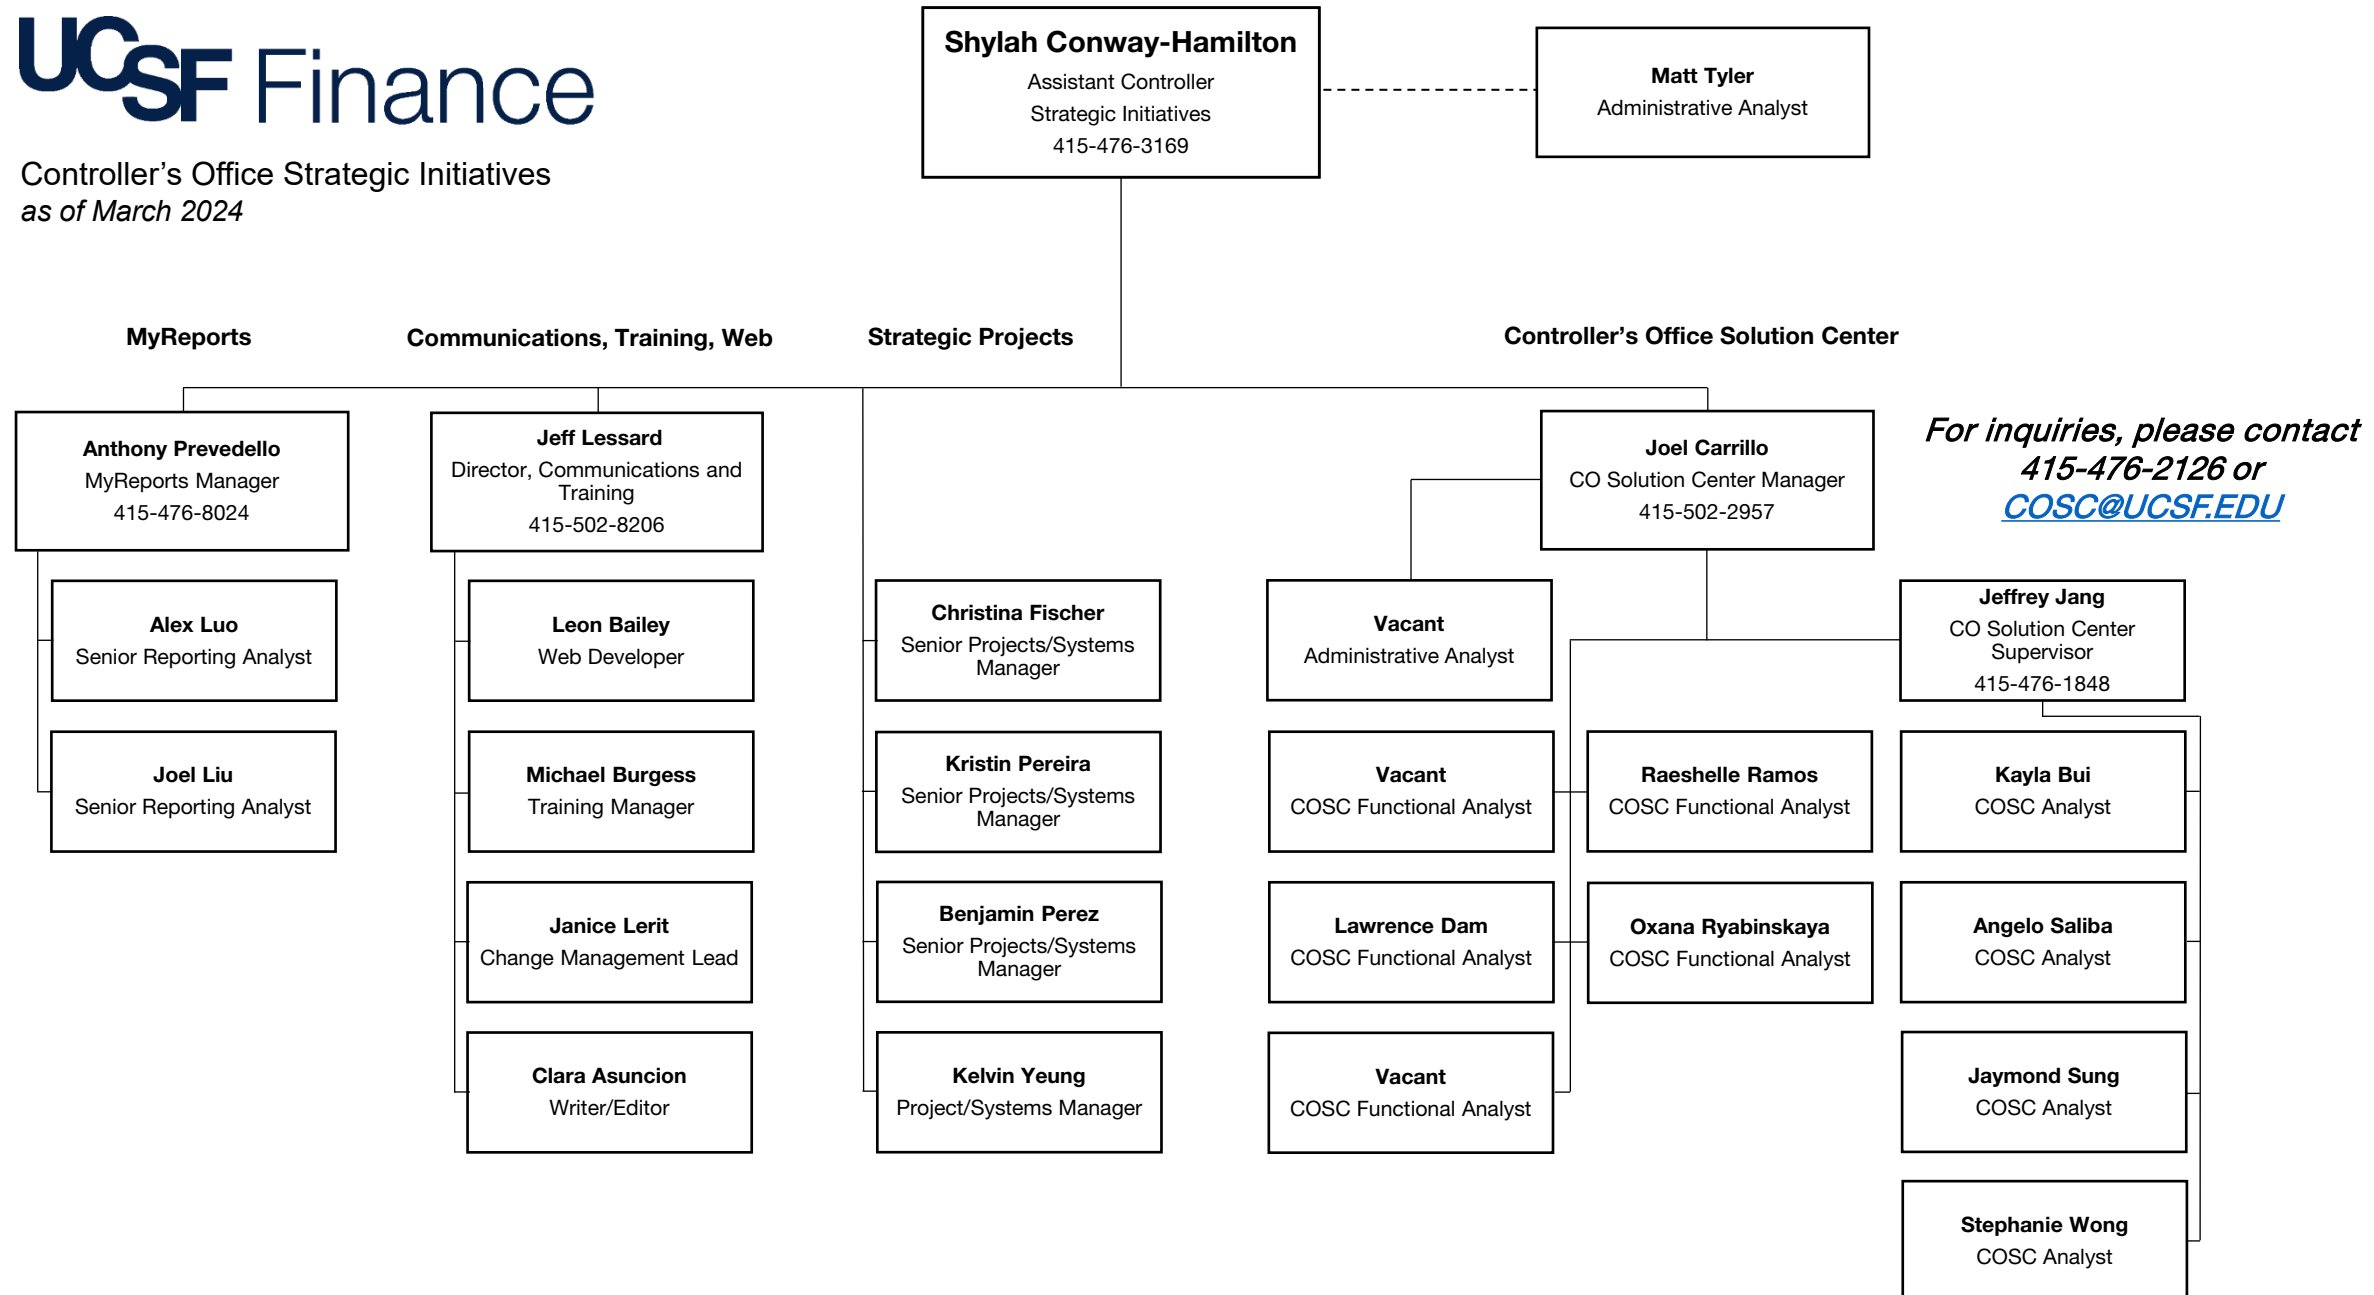 UCSF Finance
Controller’s Office Strategic Initiatives
as of March 2024
Shylah Conway-Hamilton
Assistant Controller
Strategic Initiatives
415-476-3169
Matt Tyler
Administrative Analyst
MyReports
Communications, Training, Web
Strategic Projects
Controller’s Office Solution Center
Anthony Prevedello
MyReports Manager
415-476-8024
Alex Luo
Senior Reporting Analyst
Joel Liu
Senior Reporting Analyst
Jeff Lessard
Director, Communications and
Training
415-502-8206
Leon Bailey
Web Developer
Michael Burgess
Training Manager
Janice Lerit
Change Management Lead
Clara Asuncion
Writer/Editor
Christina Fischer
Senior Projects/Systems
Manager
Kristin Pereira
Senior Projects/Systems
Manager
Benjamin Perez
Senior Projects/Systems
Manager
Kelvin Yeung
Project/Systems Manager
Joel Carrillo
CO Solution Center Manager
415-502-2957
For inquiries, please contact
415-476-2126 or
COSC@UCSF.EDU
Vacant
Administrative Analyst
Vacant
COSC Functional Analyst
Lawrence Dam
COSC Functional Analyst
Vacant
COSC Functional Analyst
Raeshelle Ramos
COSC Functional Analyst
Oxana Ryabinskaya
COSC Functional Analyst
Jeffrey Jang
CO Solution Center
Supervisor
415-476-1848
Kayla Bui
COSC Analyst
Angelo Saliba
COSC Analyst
Jaymond Sung
COSC Analyst
Stephanie Wong
COSC Analyst